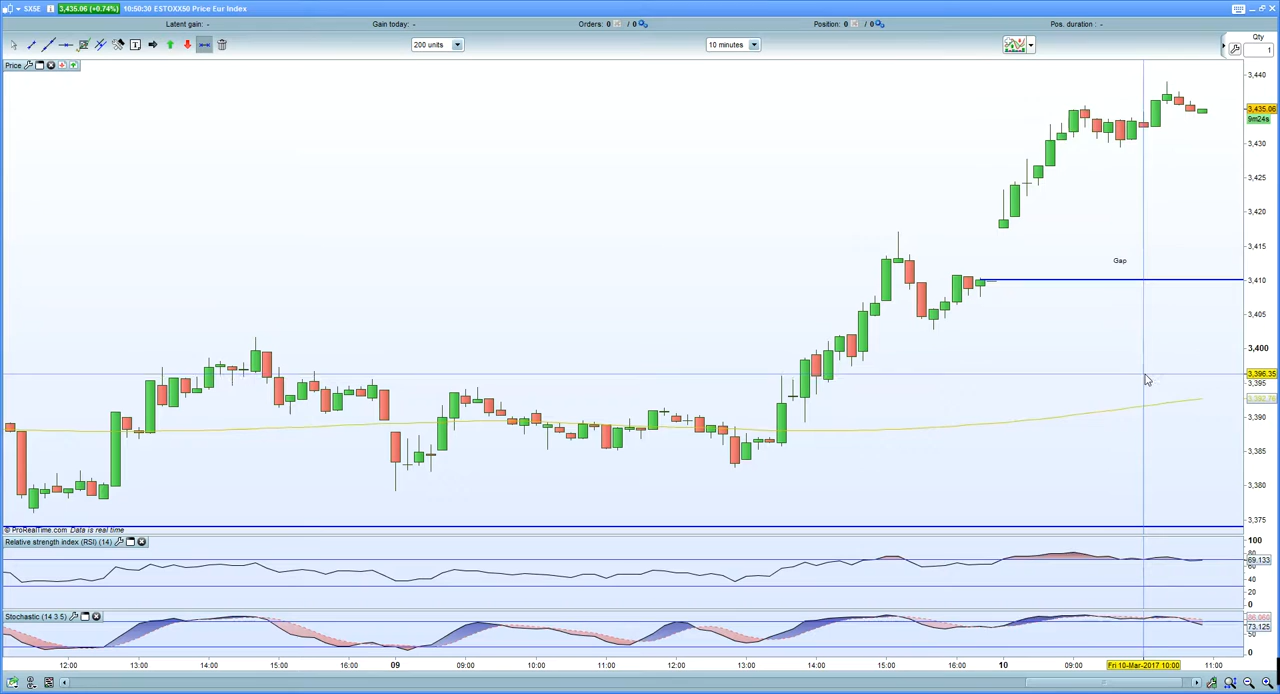 SX5E 3,435.06 (+0.74%) 10:50:30 ESTOXX50 Price Eur Index
Latent gain: - Gain today: - Orders: 0 / 0 Position: 0 / 0 Pos. duration : -
200 units 10 minutes Qty
1
Price
3,440
3,435.06
9m24s
3,430
3,425
3,420
3,415
Gap
3,410
3,405
3,400
3,396.35
3,395
3,392.76
3,390
3,385
3,380
3,375
© ProRealTime.com Data is real time
Relative strength index (RSI) (14)
100
80
69.133
60
40
20
0
Stochastic (14 3 5)
73.125
50
0
12:00 13:00 14:00 15:00 16:00 09 09:00 10:00 11:00 12:00 13:00 14:00 15:00 16:00 10 09:00 Fri 10-Mar-2017 10:00 11:00